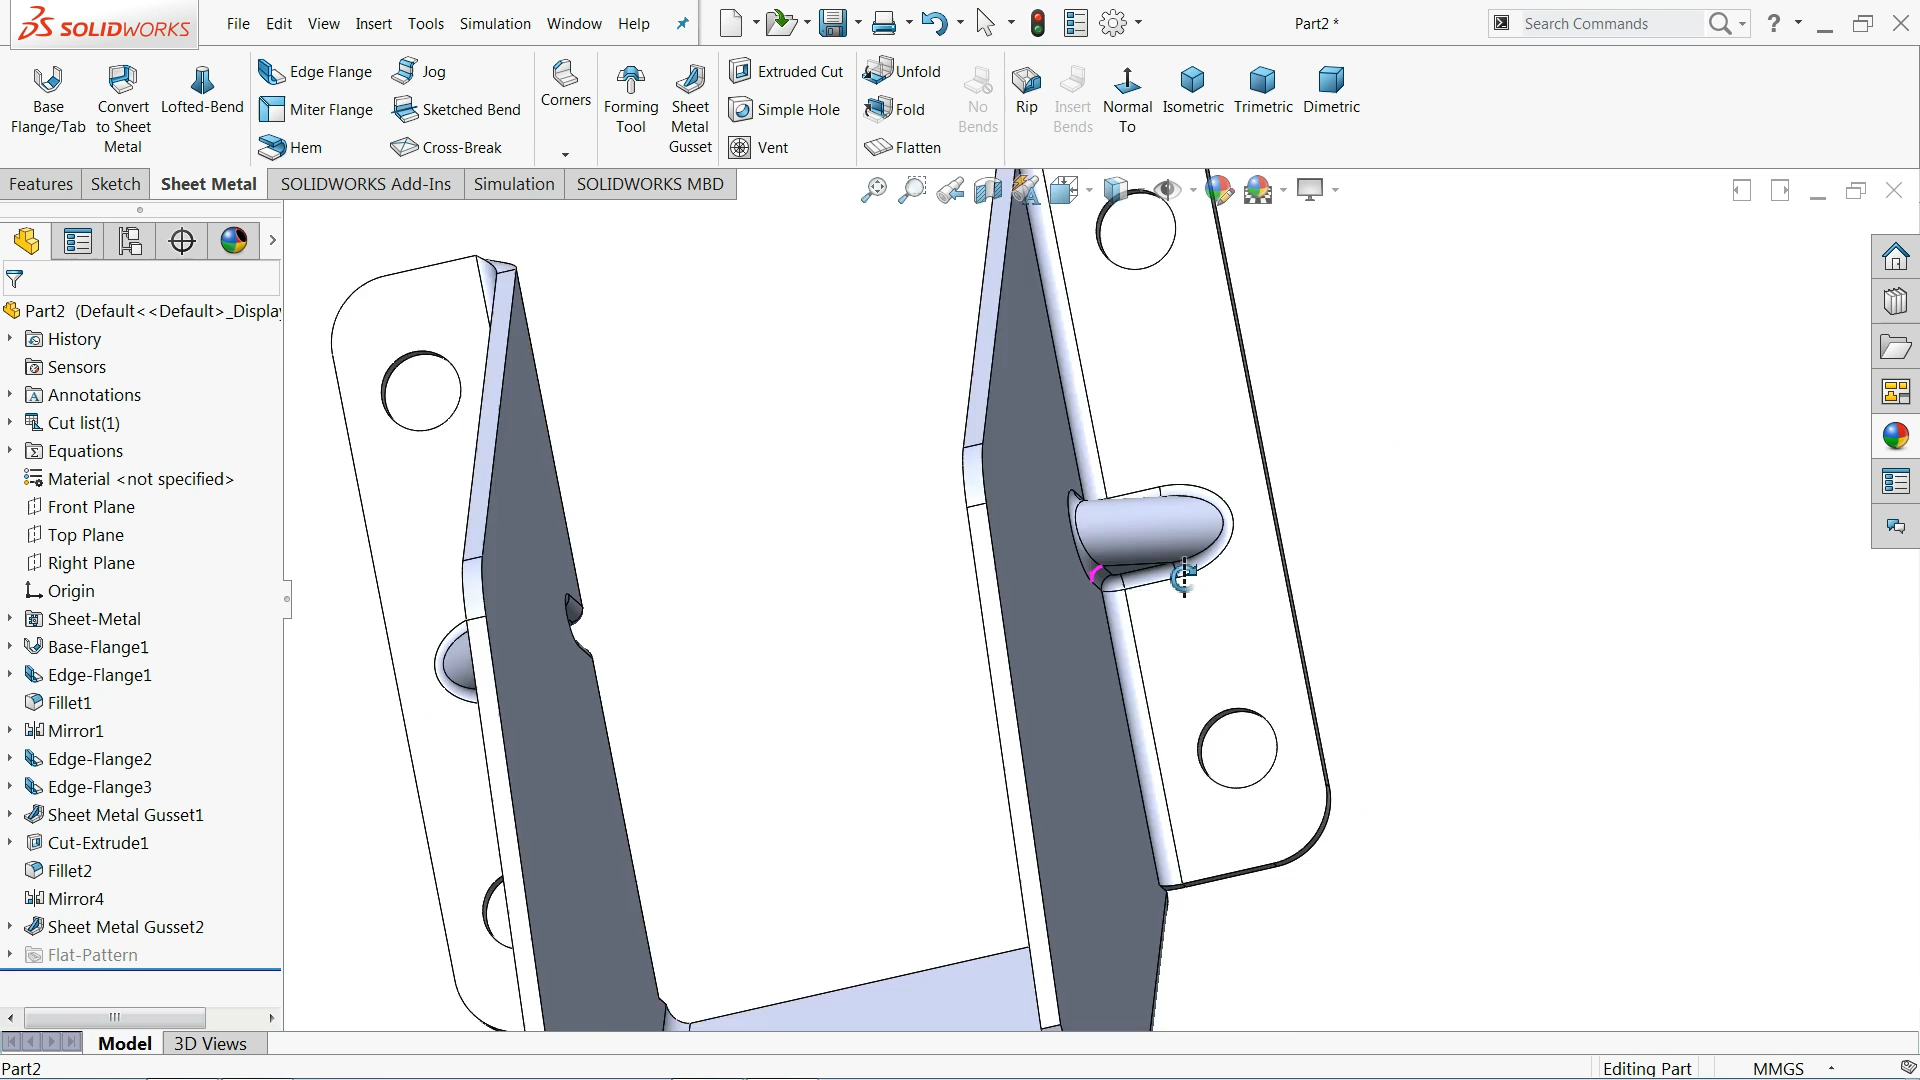 SOLIDWORKS
File Edit View Insert Tools Simulation Window Help
Part2 *
Search Commands
Base Flange/Tab
Convert to Sheet Metal
Lofted-Bend
Edge Flange
Miter Flange
Hem
Jog
Sketched Bend
Cross-Break
Corners
Forming Tool
Sheet Metal Gusset
Extruded Cut
Simple Hole
Vent
Unfold
Fold
Flatten
No Bends
Rip
Insert Bends
Normal To
Isometric
Trimetric
Dimetric
Features Sketch Sheet Metal SOLIDWORKS Add-Ins Simulation SOLIDWORKS MBD
Part2 (Default<<Default>_Display
History
Sensors
Annotations
Cut list(1)
Equations
Material <not specified>
Front Plane
Top Plane
Right Plane
Origin
Sheet-Metal
Base-Flange1
Edge-Flange1
Fillet1
Mirror1
Edge-Flange2
Edge-Flange3
Sheet Metal Gusset1
Cut-Extrude1
Fillet2
Mirror4
Sheet Metal Gusset2
Flat-Pattern
Model 3D Views
Part2 Editing Part MMGS